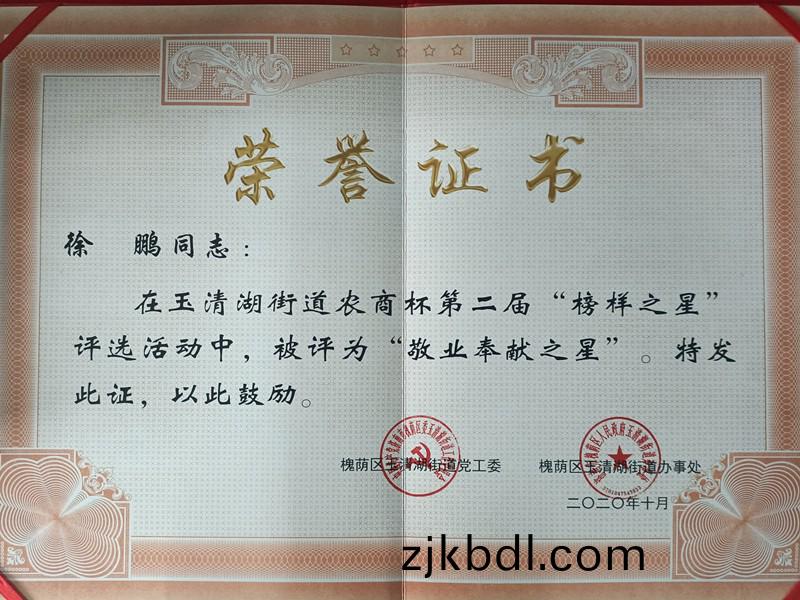 荣誉证书
徐 鹏同志：
在玉清湖街道农商杯第二届“榜样之星”
评选活动中，被评为“敬业奉献之星”。特发
此证，以此鼓励。
槐荫区玉清湖街道党工委 槐荫区玉清湖街道办事处
二〇二〇年十月
zjkbdl.com